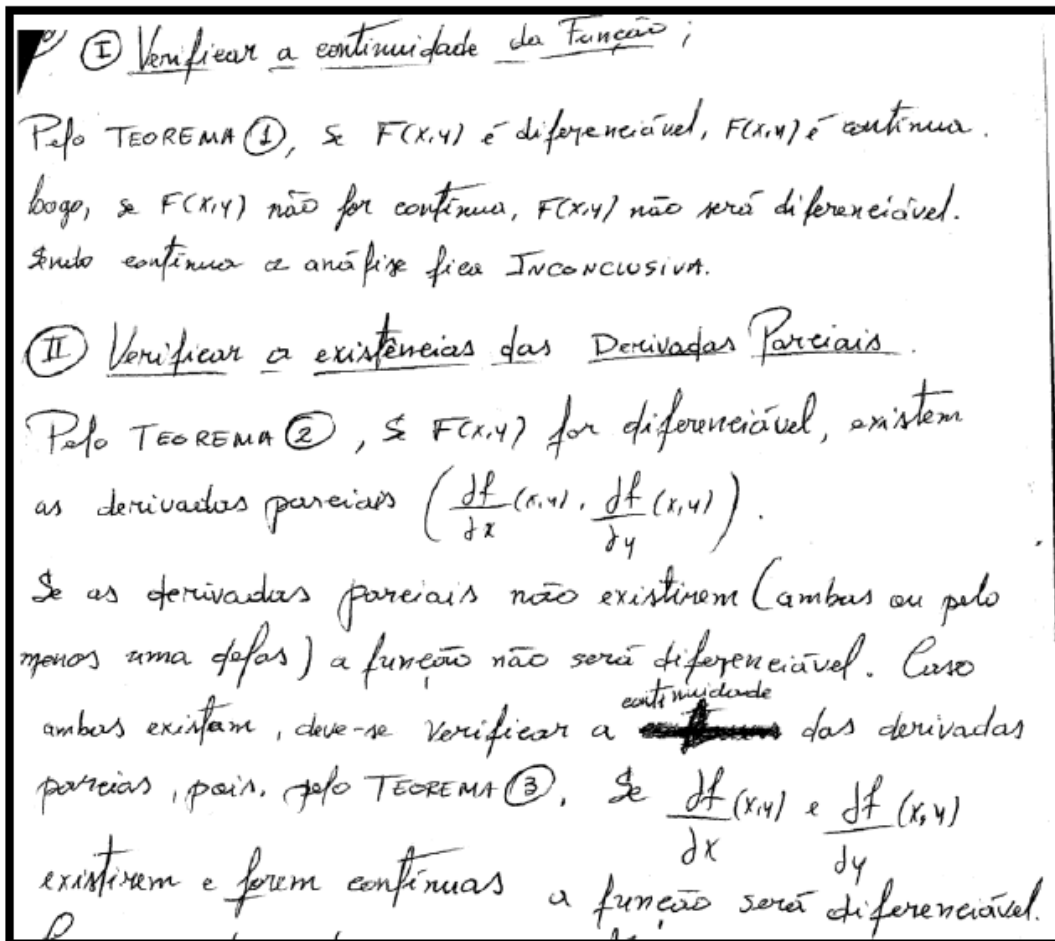 Ⓘ Verificar a continuidade da Função;
Pelo TEOREMA ①, Se F(x,y) é diferenciável, F(x,y) é contínua.
Logo, se F(x,y) não for contínua, F(x,y) não será diferenciável.
Sendo contínua a análise fica INCONCLUSIVA.
Ⓘⓘ Verificar a existências das Derivadas Parciais.
Pelo TEOREMA ②, Se F(x,y) for diferenciável, existem
as derivadas parciais (∂f/∂x (x,y), ∂f/∂y (x,y)).
Se as derivadas parciais não existirem (ambas ou pelo
menos uma delas) a função não será diferenciável. Caso
ambas existam, deve-se Verificar a continuidade das derivadas
parcias, pois, pelo TEOREMA ③, Se ∂f/∂x (x,y) e ∂f/∂y (x,y)
existirem e forem contínuas a função será diferenciável.